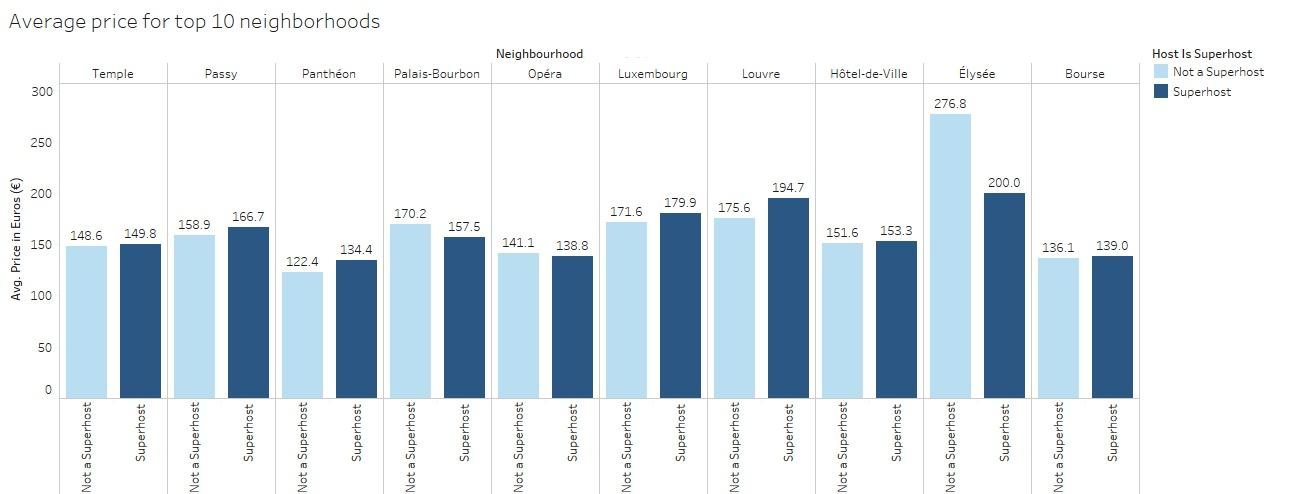 Average price for top 10 neighborhoods
Neighbourhood
Temple Passy Panthéon Palais-Bourbon Opéra Luxembourg Louvre Hôtel-de-Ville Élysée Bourse
Host Is Superhost
Not a Superhost
Superhost
Avg. Price in Euros (€)
300
250
200
150
100
50
0
148.6 149.8 158.9 166.7 122.4 134.4 170.2 157.5 141.1 138.8 171.6 179.9 175.6 194.7 151.6 153.3 276.8 200.0 136.1 139.0
Not a Superhost
Superhost
Not a Superhost
Superhost
Not a Superhost
Superhost
Not a Superhost
Superhost
Not a Superhost
Superhost
Not a Superhost
Superhost
Not a Superhost
Superhost
Not a Superhost
Superhost
Not a Superhost
Superhost
Not a Superhost
Superhost